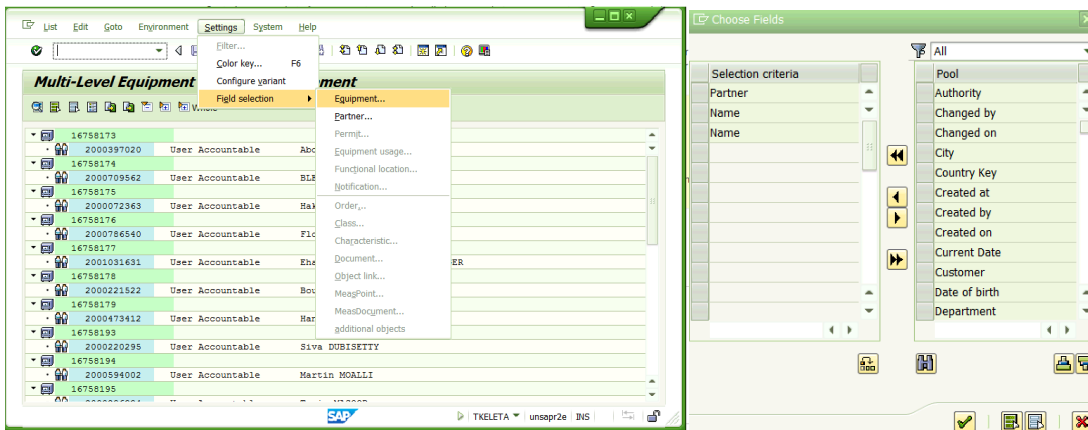 List Edit Goto Environment Settings System Help
Filter...
Color key... F6
Configure variant
Field selection
Multi-Level Equipment
ment
Equipment...
Partner...
Permit...
Equipment usage...
Functional location...
Notification...
Order...
Class...
Characteristic...
Document...
Object link...
MeasPoint...
MeasDocument...
additional objects
16758173
2000397020 User Accountable
16758174
2000709562 User Accountable
16758175
2000072363 User Accountable
16758176
2000786540 User Accountable
16758177
2001031631 User Accountable
16758178
2000221522 User Accountable
16758179
2000473412 User Accountable
16758193
2000220295 User Accountable Siva DUBISETTY
16758194
2000594002 User Accountable Martin MOALLI
16758195
SAP
TKELETA unsapr2e INS
Choose Fields
All
Selection criteria
Partner
Name
Name
Pool
Authority
Changed by
Changed on
City
Country Key
Created at
Created by
Created on
Current Date
Customer
Date of birth
Department